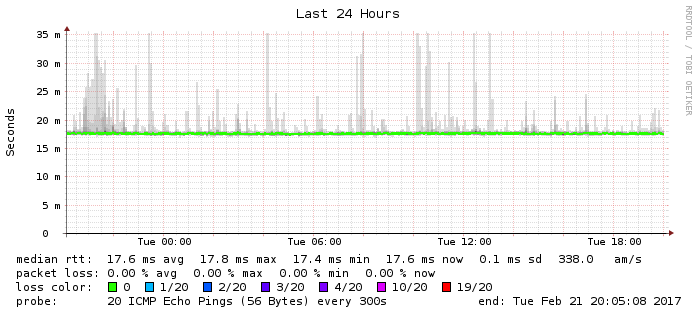 Last 24 Hours
RRDTOOL / TOBI OETIKER
Seconds
35 m
30 m
25 m
20 m
15 m
10 m
5 m
0
Tue 00:00 Tue 06:00 Tue 12:00 Tue 18:00
median rtt: 17.6 ms avg 17.8 ms max 17.4 ms min 17.6 ms now 0.1 ms sd 338.0 am/s
packet loss: 0.00 % avg 0.00 % max 0.00 % min 0.00 % now
loss color: 0 1/20 2/20 3/20 4/20 10/20 19/20
probe: 20 ICMP Echo Pings (56 Bytes) every 300s end: Tue Feb 21 20:05:08 2017